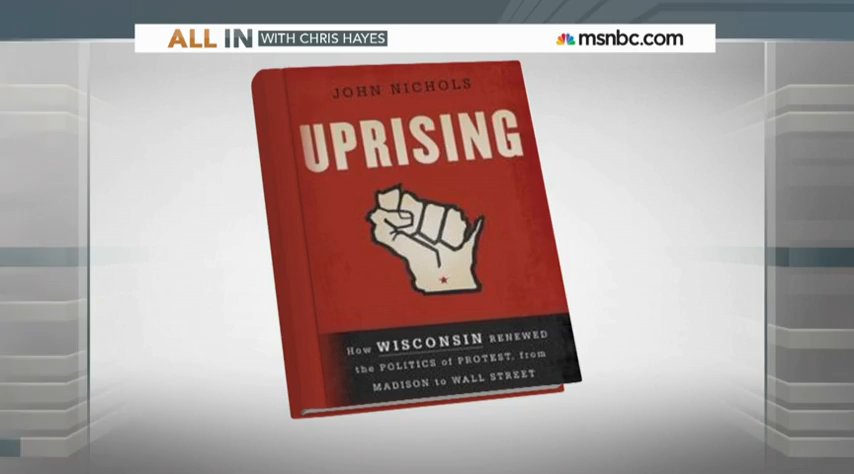 ALL IN WITH CHRIS HAYES
msnbc.com
JOHN NICHOLS
UPRISING
How WISCONSIN RENEWED
the POLITICS of PROTEST, from
MADISON to WALL STREET